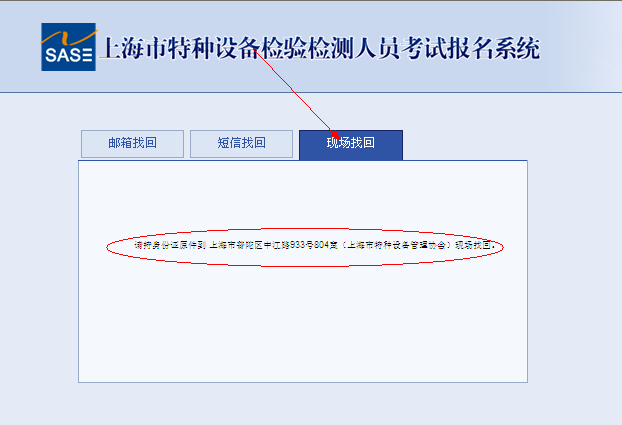 SASE 上海市特种设备检验检测人员考试报名系统
邮箱找回 短信找回 现场找回
请持身份证原件到 上海市普陀区中江路933号804室（上海市特种设备管理协会）现场找回。